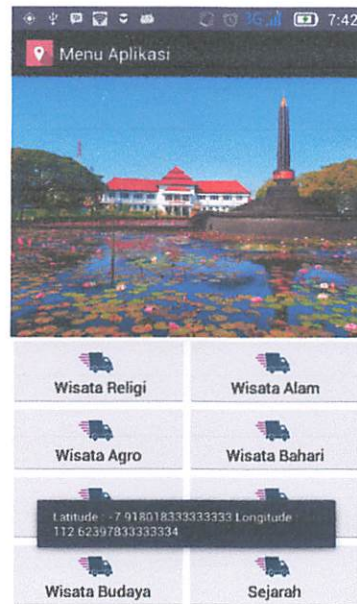 3G 7:42
Menu Aplikasi
Wisata Religi Wisata Alam
Wisata Agro Wisata Bahari
Latitude : -7.918018333333333 Longitude :
112.62397833333334
Wisata Budaya Sejarah